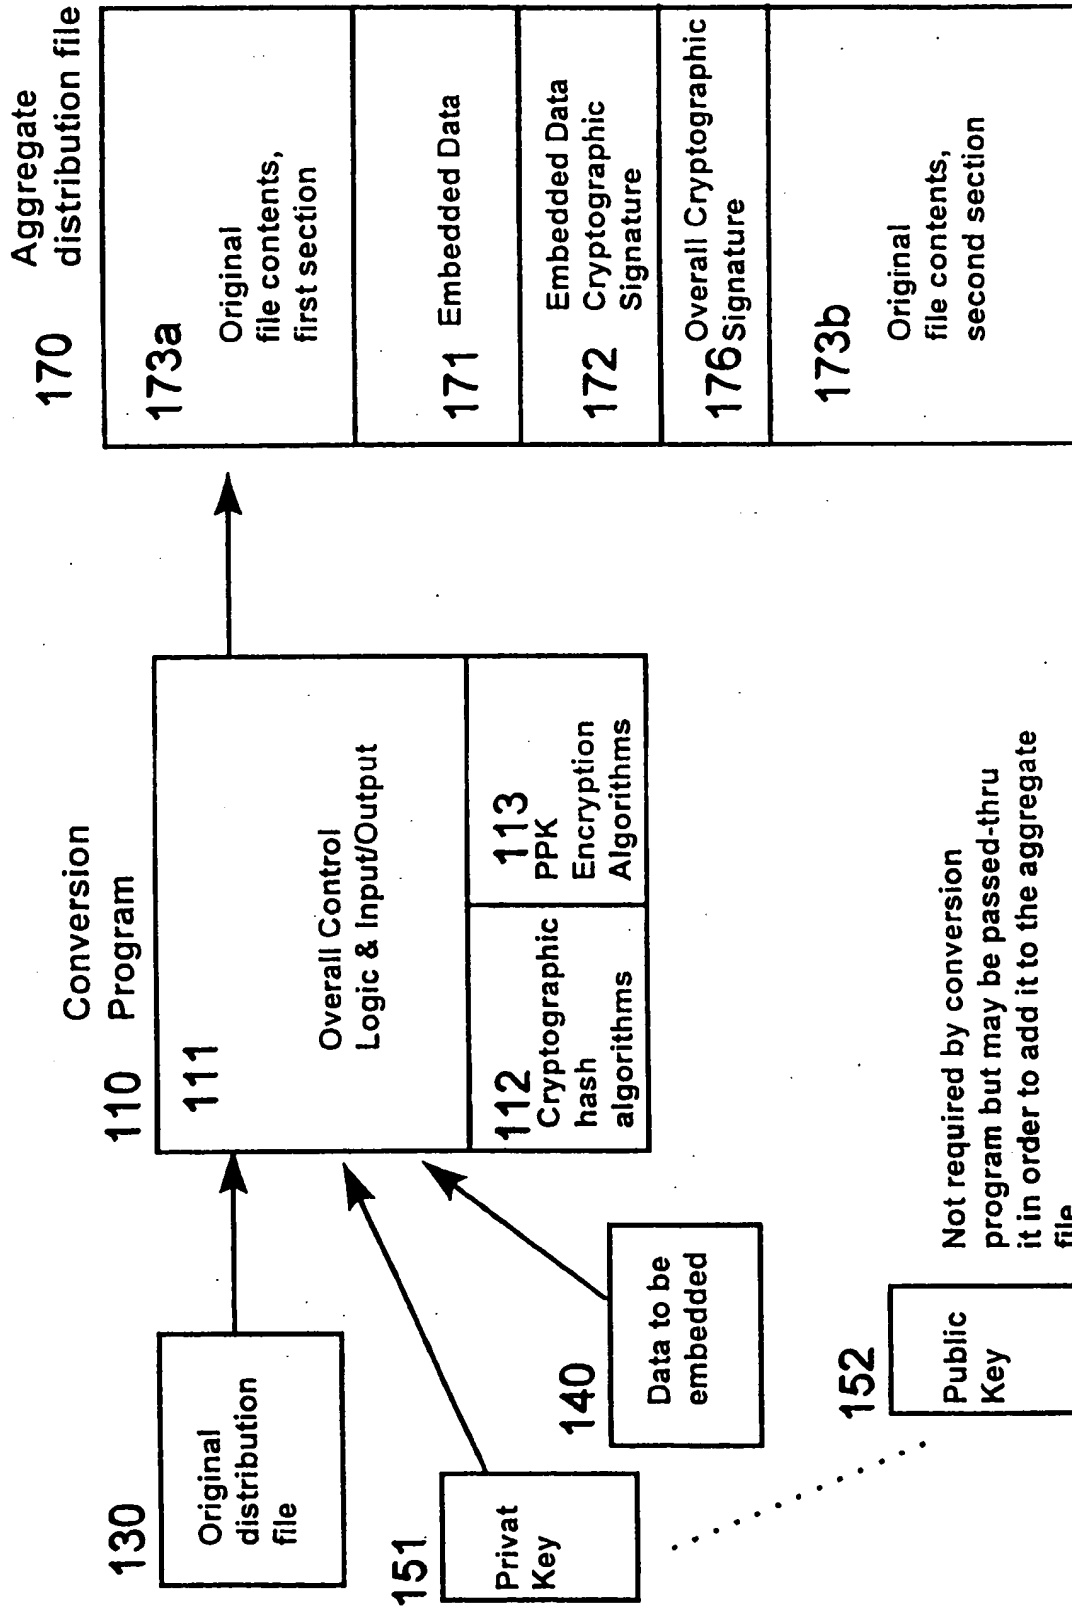 130
Original
distribution
file
151
Privat
Key
140
Data to be
embedded
152
Public
Key
Not required by conversion
program but may be passed-thru
it in order to add it to the aggregate
file
Conversion
110 Program
111
Overall Control
Logic & Input/Output
112
Cryptographic
hash
algorithms
113
PPK
Encryption
Algorithms
170 Aggregate
distribution file
173a
Original
file contents,
first section
171 Embedded Data
172 Embedded Data
Cryptographic
Signature
Overall Cryptographic
176 Signature
173b
Original
file contents,
second section